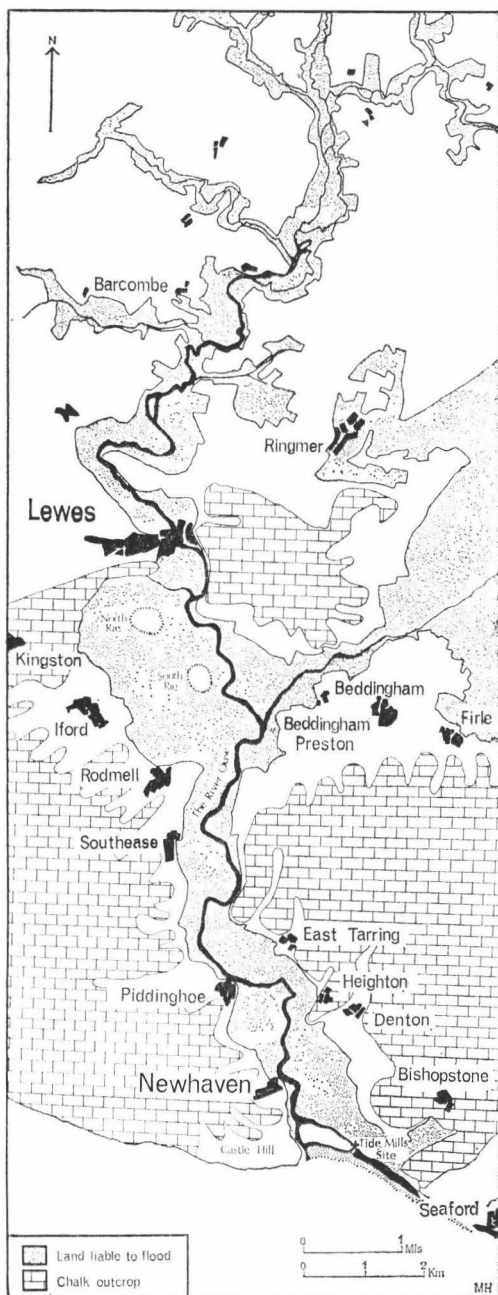 N
Barcombe
Ringmer
Lewes
North
Rie
Kingston
South
Rie
Beddingham
Iford
Beddingham
Preston
Firle
Rodmell
The River Ouse
Southease
East Tarring
Heighton
Piddinghoe
Denton
Bishopstone
Newhaven
Castle Hill
Tide Mills
Site
Seaford
Land liable to flood
Chalk outcrop
0 1
Mls
0 1 2
Km
MH